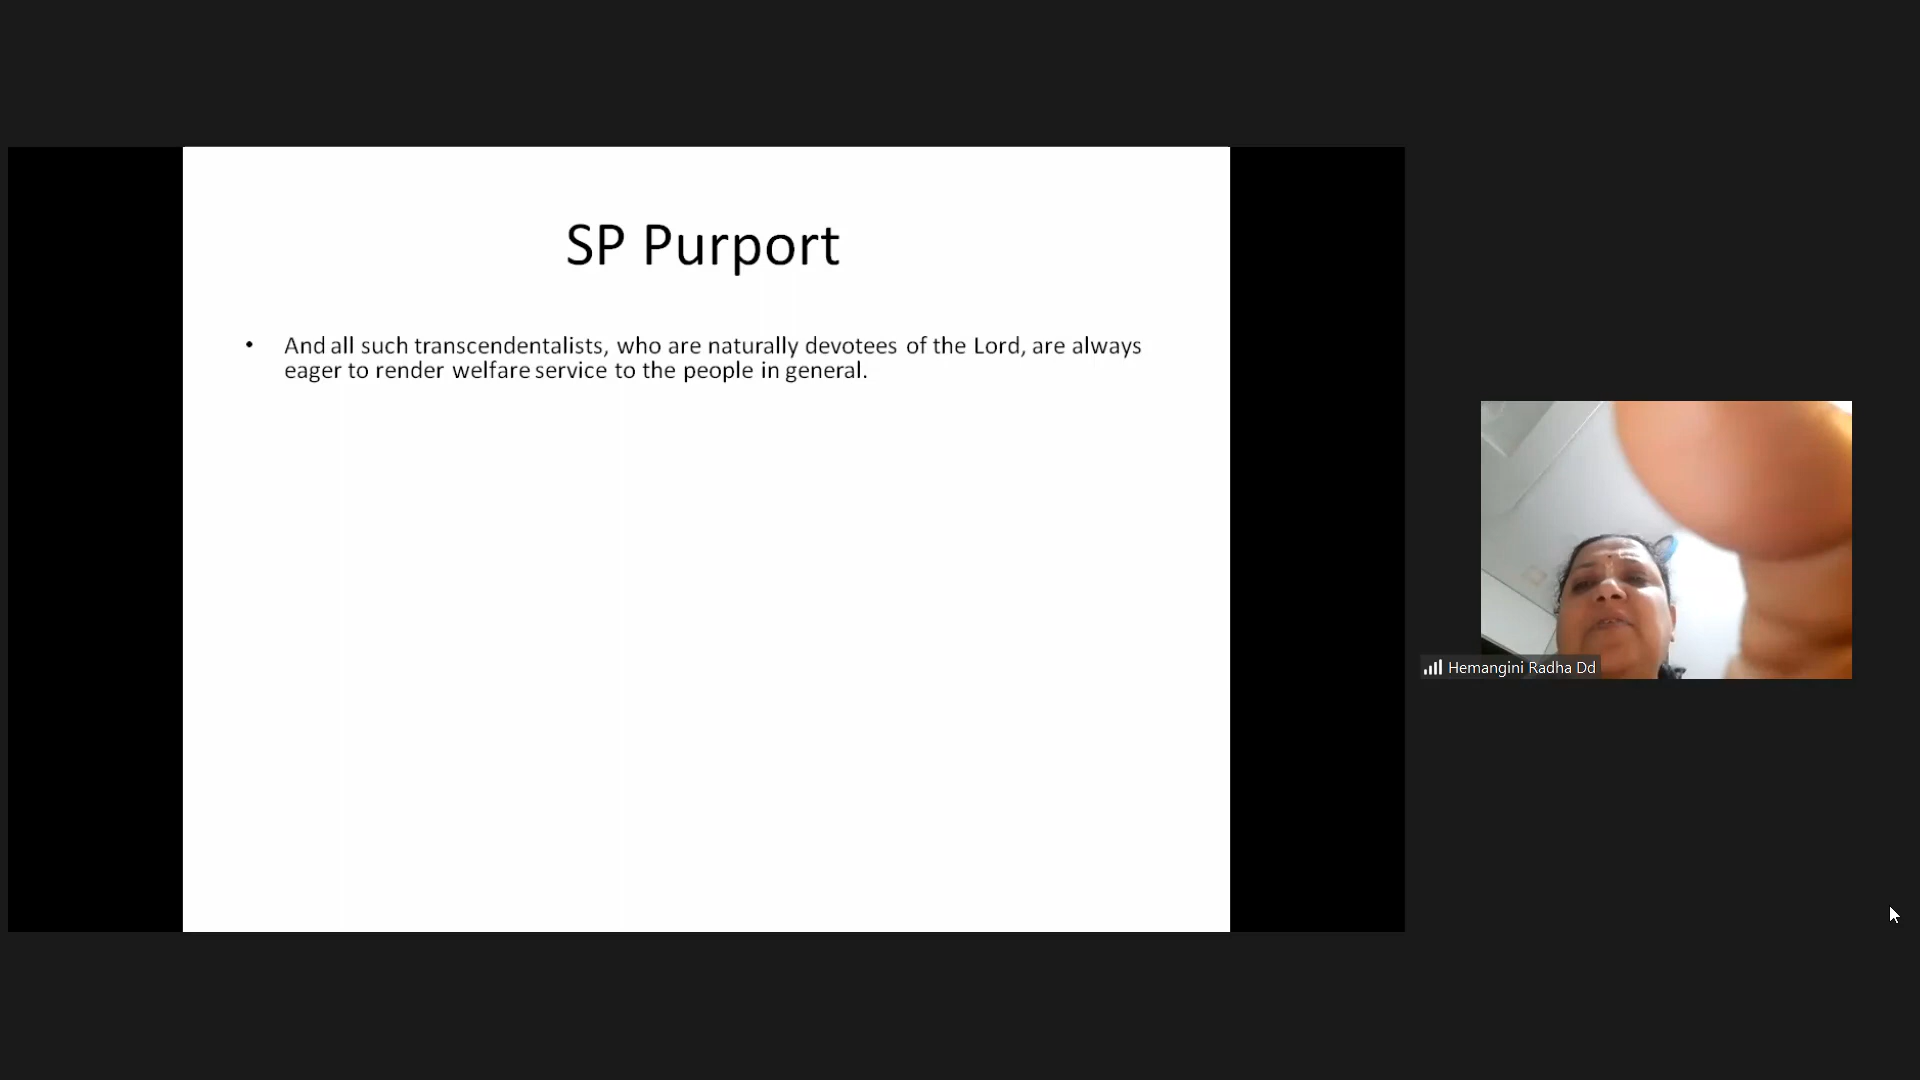 SP Purport
• And all such transcendentalists, who are naturally devotees of the Lord, are always
eager to render welfare service to the people in general.
Hemangini Radha Dd